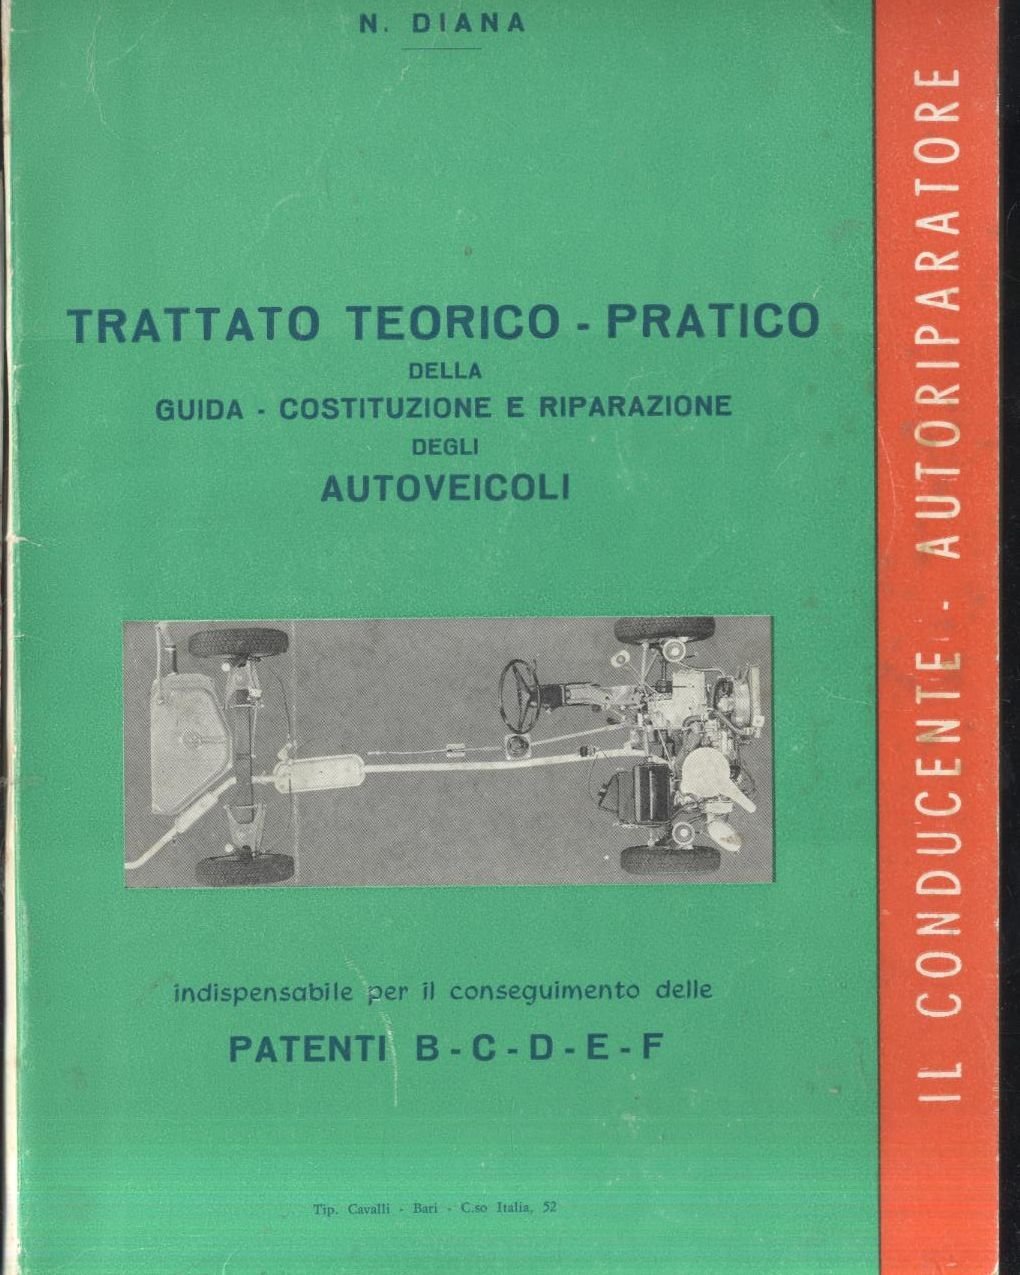 N. DIANA
TRATTATO TEORICO - PRATICO
DELLA
GUIDA - COSTITUZIONE E RIPARAZIONE
DEGLI
AUTOVEICOLI
indispensabile per il conseguimento delle
PATENTI B - C - D - E - F
Tip. Cavalli - Bari - C.so Italia, 52
IL CONDUCENTE - AUTORIPARATORE